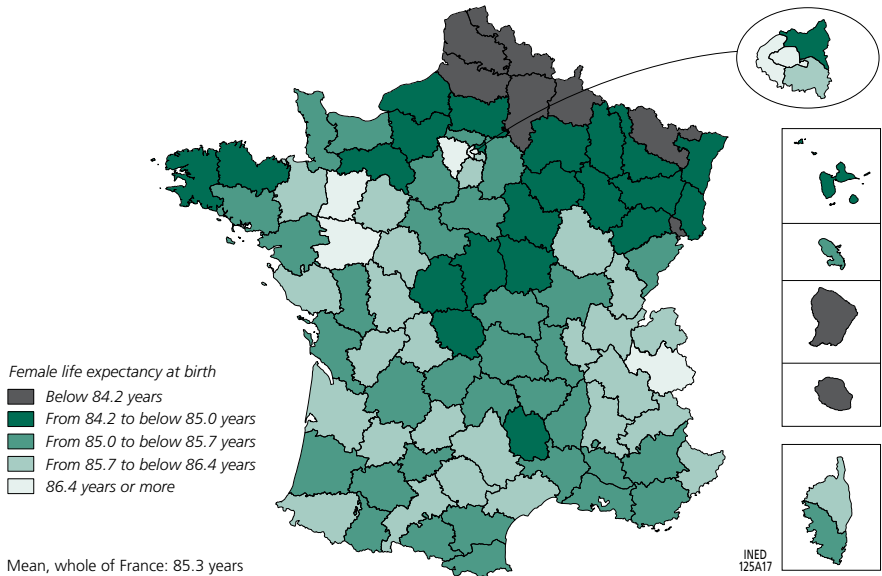 Female life expectancy at birth
Below 84.2 years
From 84.2 to below 85.0 years
From 85.0 to below 85.7 years
From 85.7 to below 86.4 years
86.4 years or more
Mean, whole of France: 85.3 years
INED
125A17